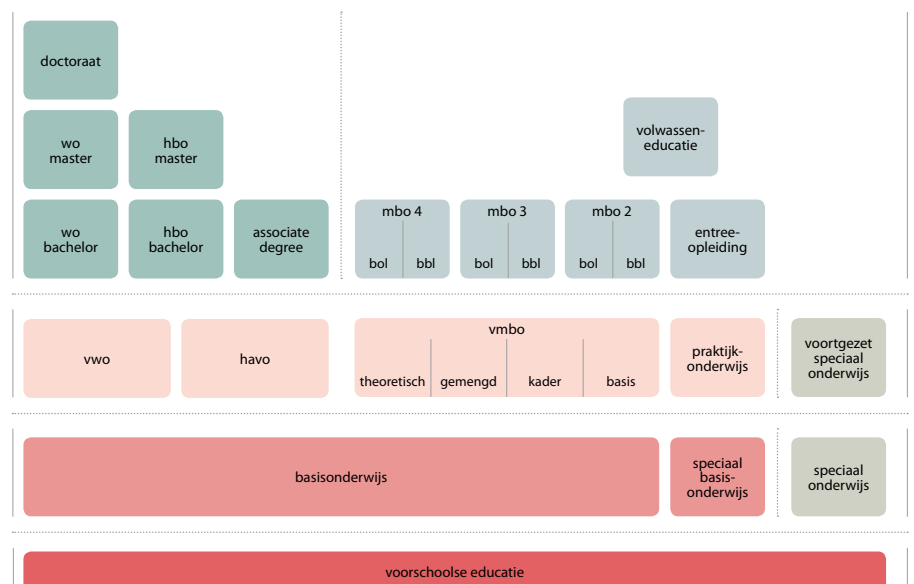 doctoraat
wo
master
hbo
master
volwassen-
educatie
wo
bachelor
hbo
bachelor
associate
degree
mbo 4
bol
bbl
mbo 3
bol
bbl
mbo 2
bol
bbl
entree-
opleiding
vwo
havo
vmbo
theoretisch
gemengd
kader
basis
praktijk-
onderwijs
voortgezet
speciaal
onderwijs
basisonderwijs
speciaal
basis-
onderwijs
speciaal
onderwijs
voorschoolse educatie